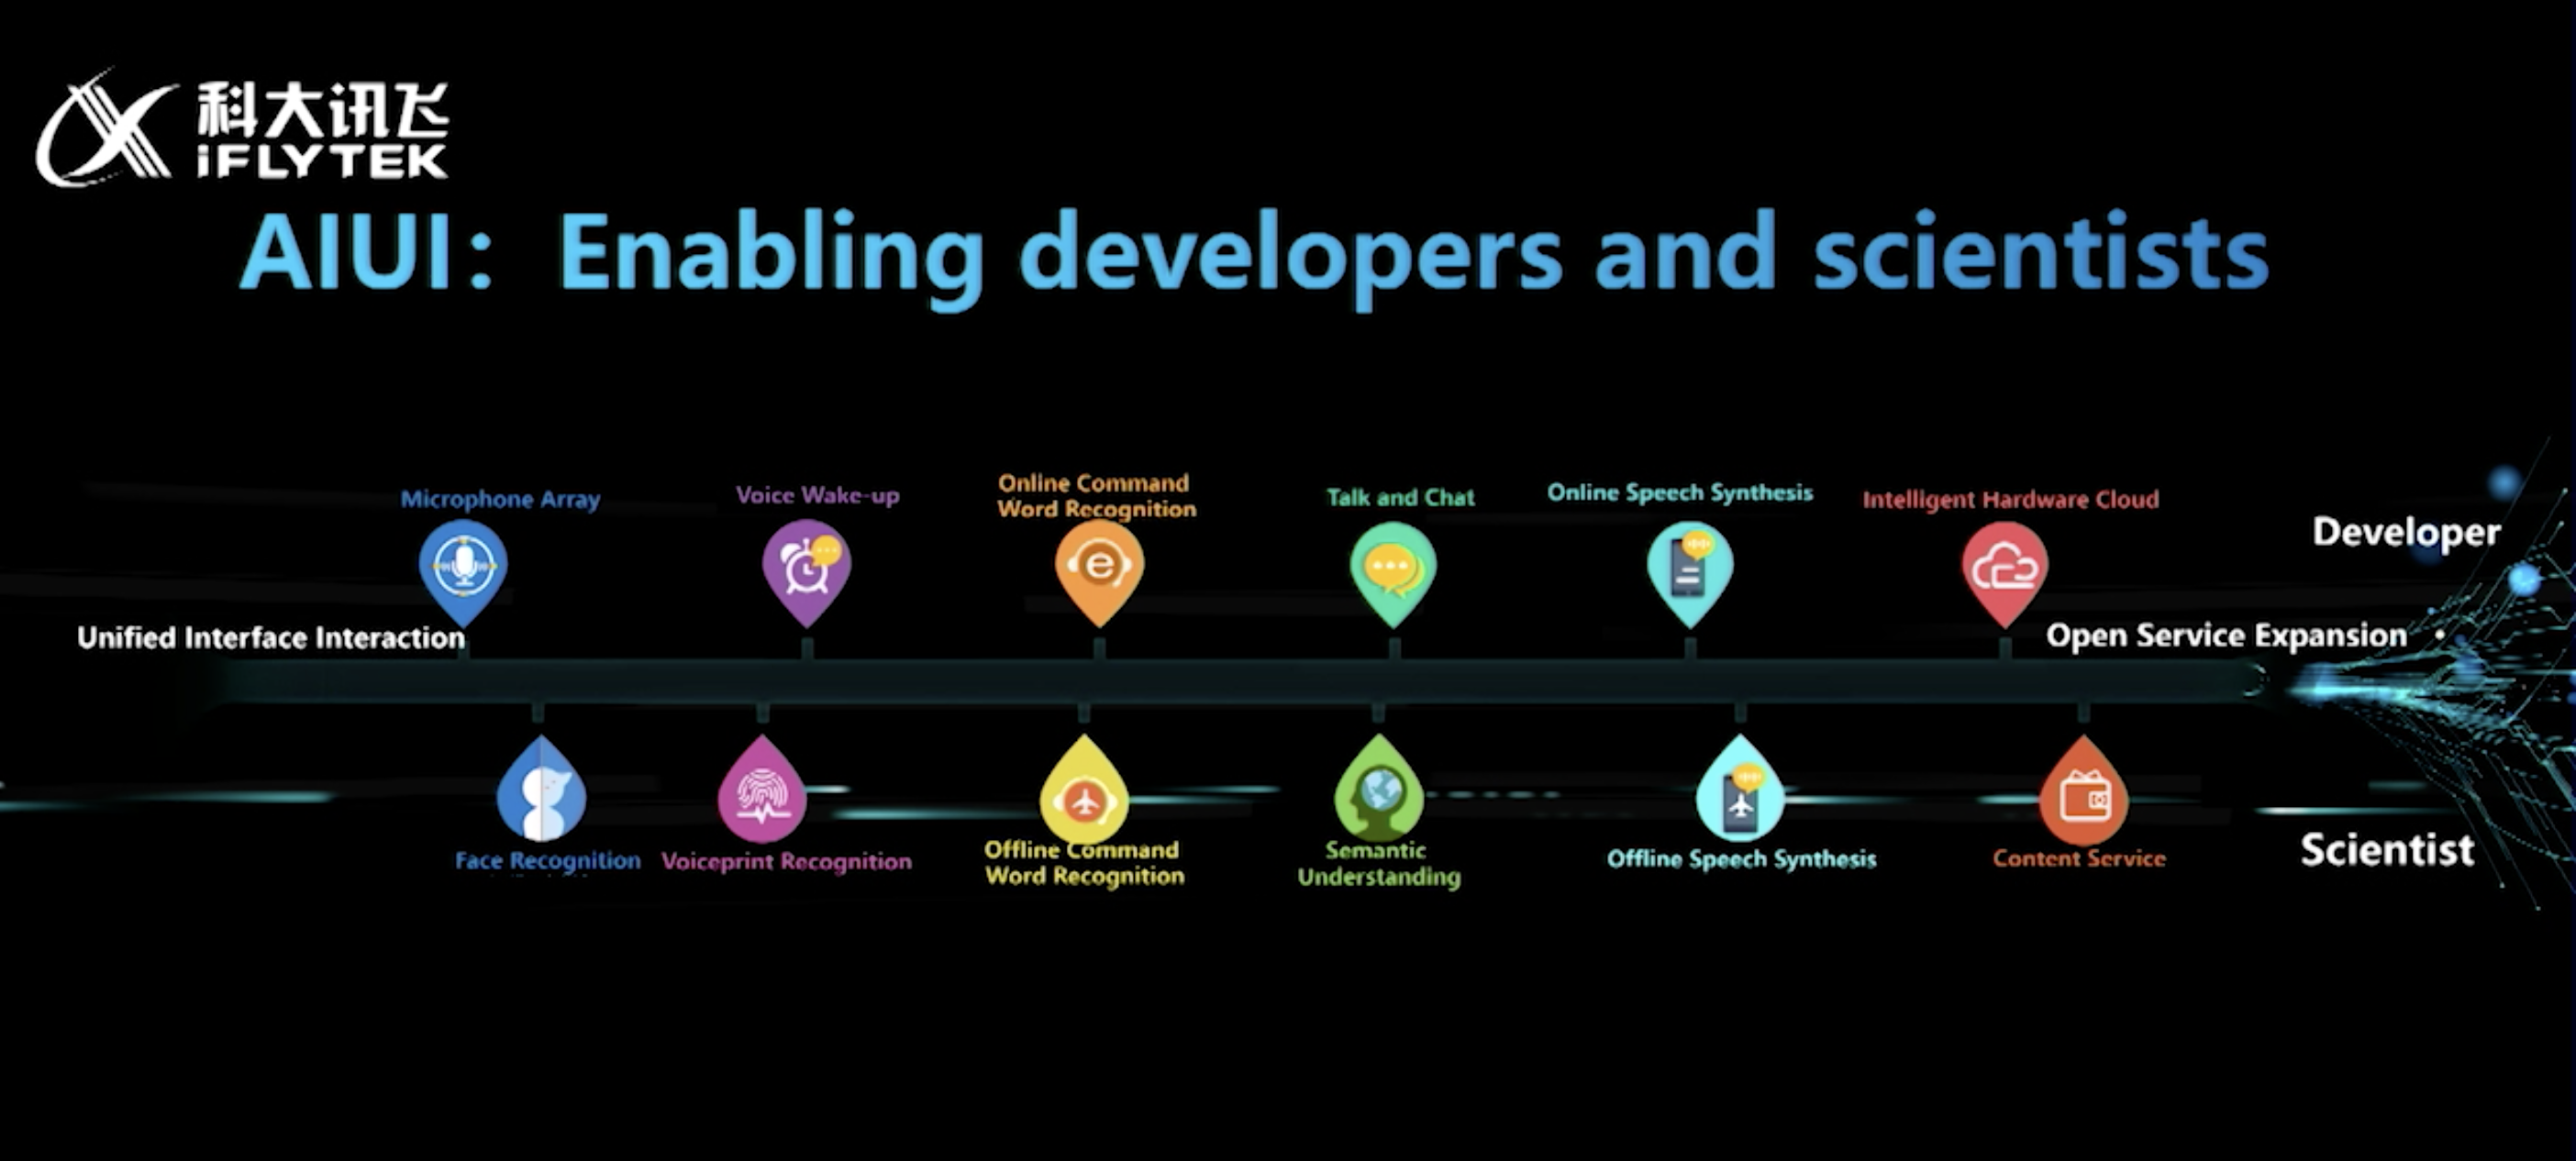 科大讯飞
iFLYTEK
AIUI：Enabling developers and scientists
Microphone Array
Voice Wake-up
Online Command
Word Recognition
Talk and Chat
Online Speech Synthesis
Intelligent Hardware Cloud
Developer
Unified Interface Interaction
Open Service Expansion
Face Recognition
Voiceprint Recognition
Offline Command
Word Recognition
Semantic
Understanding
Offline Speech Synthesis
Content Service
Scientist